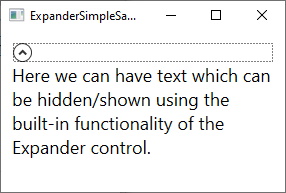 ExpanderSimpleSa...
Here we can have text which can
be hidden/shown using the
built-in functionality of the
Expander control.